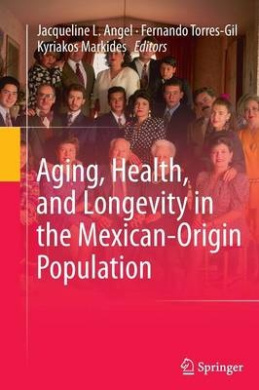 Jacqueline L. Angel · Fernando Torres-Gil
Kyriakos Markides Editors
Aging, Health,
and Longevity in
the Mexican-Origin
Population
Springer